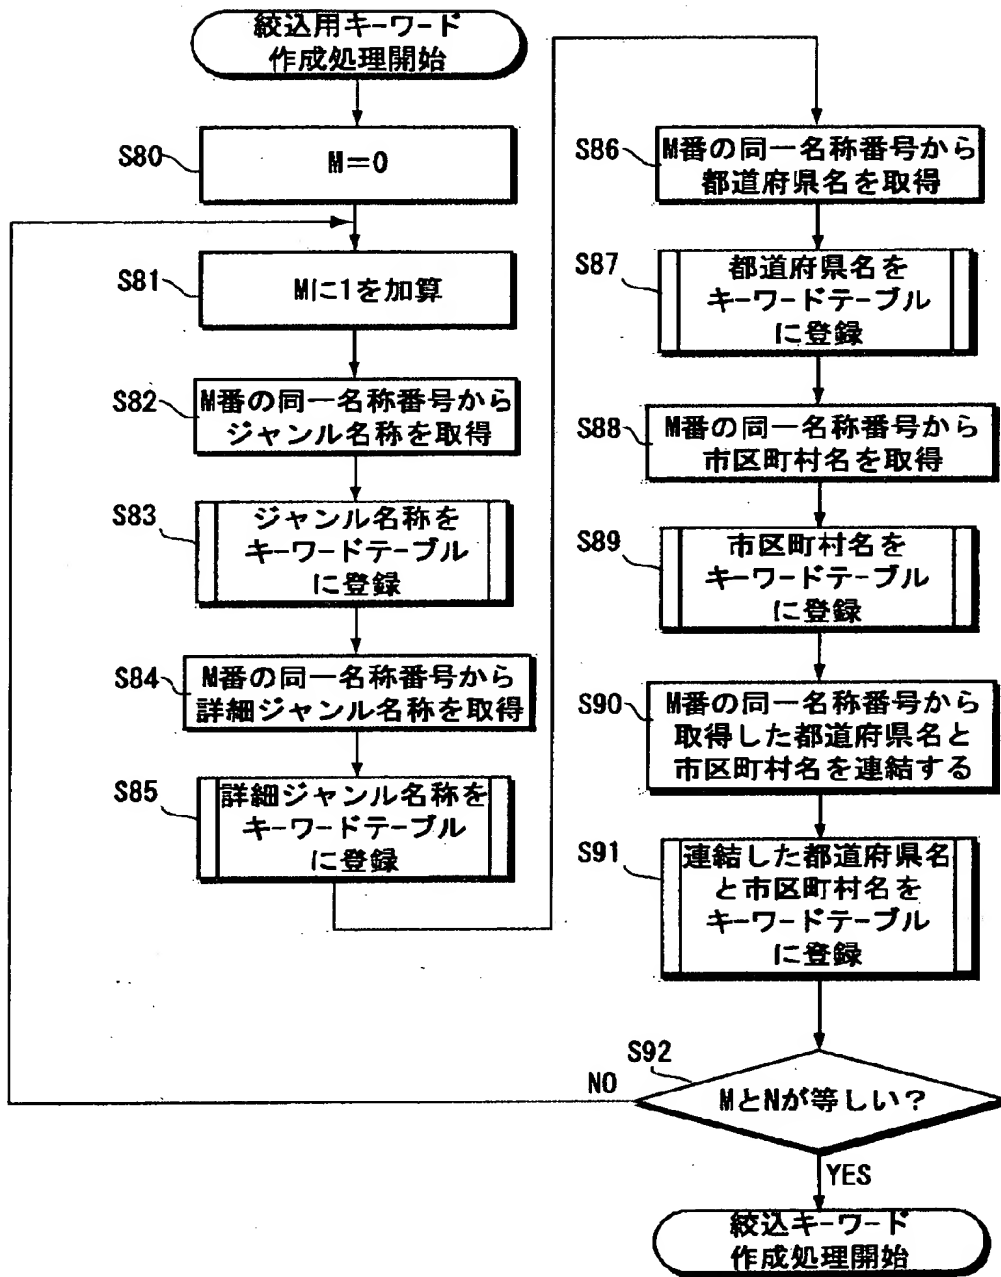 絞込用キーワード
作成処理開始
S80
M=0
S81
Mに1を加算
S82
M番の同一名称番号から
ジャンル名称を取得
S83
ジャンル名称を
キーワードテーブル
に登録
S84
M番の同一名称番号から
詳細ジャンル名称を取得
S85
詳細ジャンル名称を
キーワードテーブル
に登録
S86
M番の同一名称番号から
都道府県名を取得
S87
都道府県名を
キーワードテーブル
に登録
S88
M番の同一名称番号から
市区町村名を取得
S89
市区町村名を
キーワードテーブル
に登録
S90
M番の同一名称番号から
取得した都道府県名と
市区町村名を連結する
S91
連結した都道府県名
と市区町村名を
キーワードテーブル
に登録
S92
MとNが等しい?
NO
YES
絞込キーワード
作成処理開始